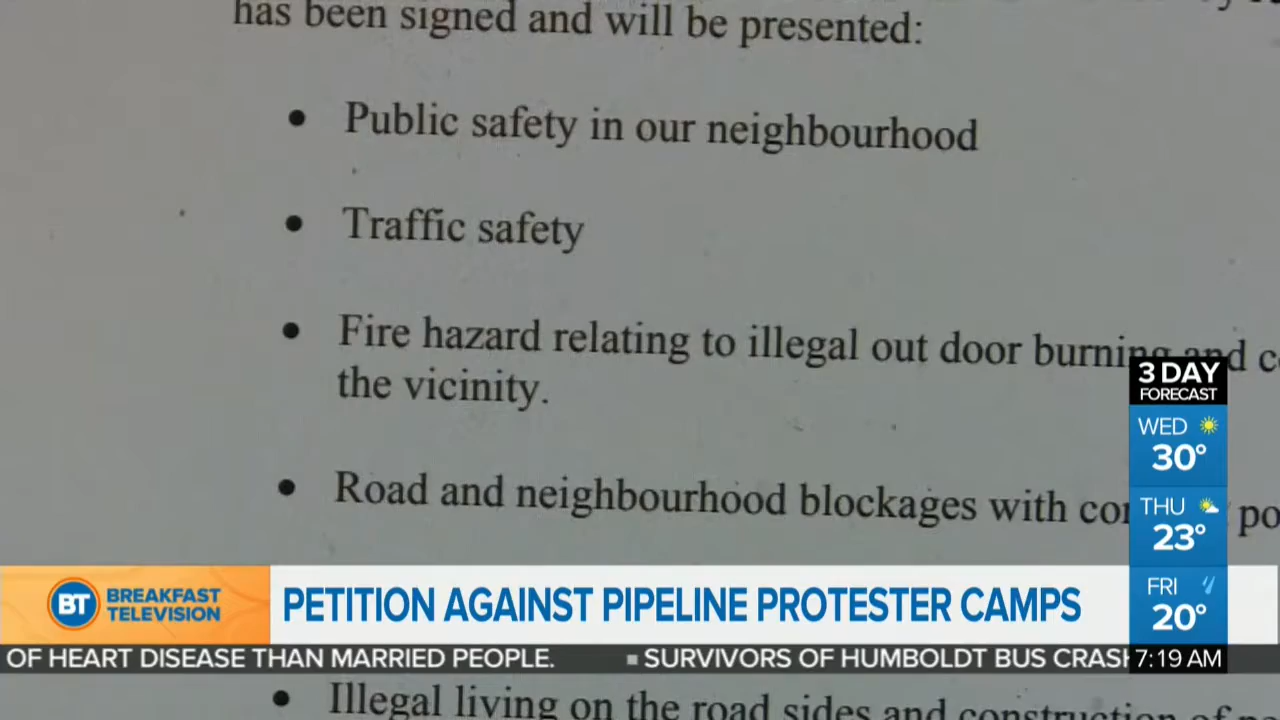 has been signed and will be presented:
• Public safety in our neighbourhood
• Traffic safety
• Fire hazard relating to illegal out door burning and
the vicinity.
• Road and neighbourhood blockages with
3 DAY
FORECAST
WED
30°
THU
23°
FRI
20°
BT BREAKFAST
TELEVISION
PETITION AGAINST PIPELINE PROTESTER CAMPS
OF HEART DISEASE THAN MARRIED PEOPLE. ▪ SURVIVORS OF HUMBOLDT BUS CRASH
7:19 AM
• Illegal living on the road sides and construction of